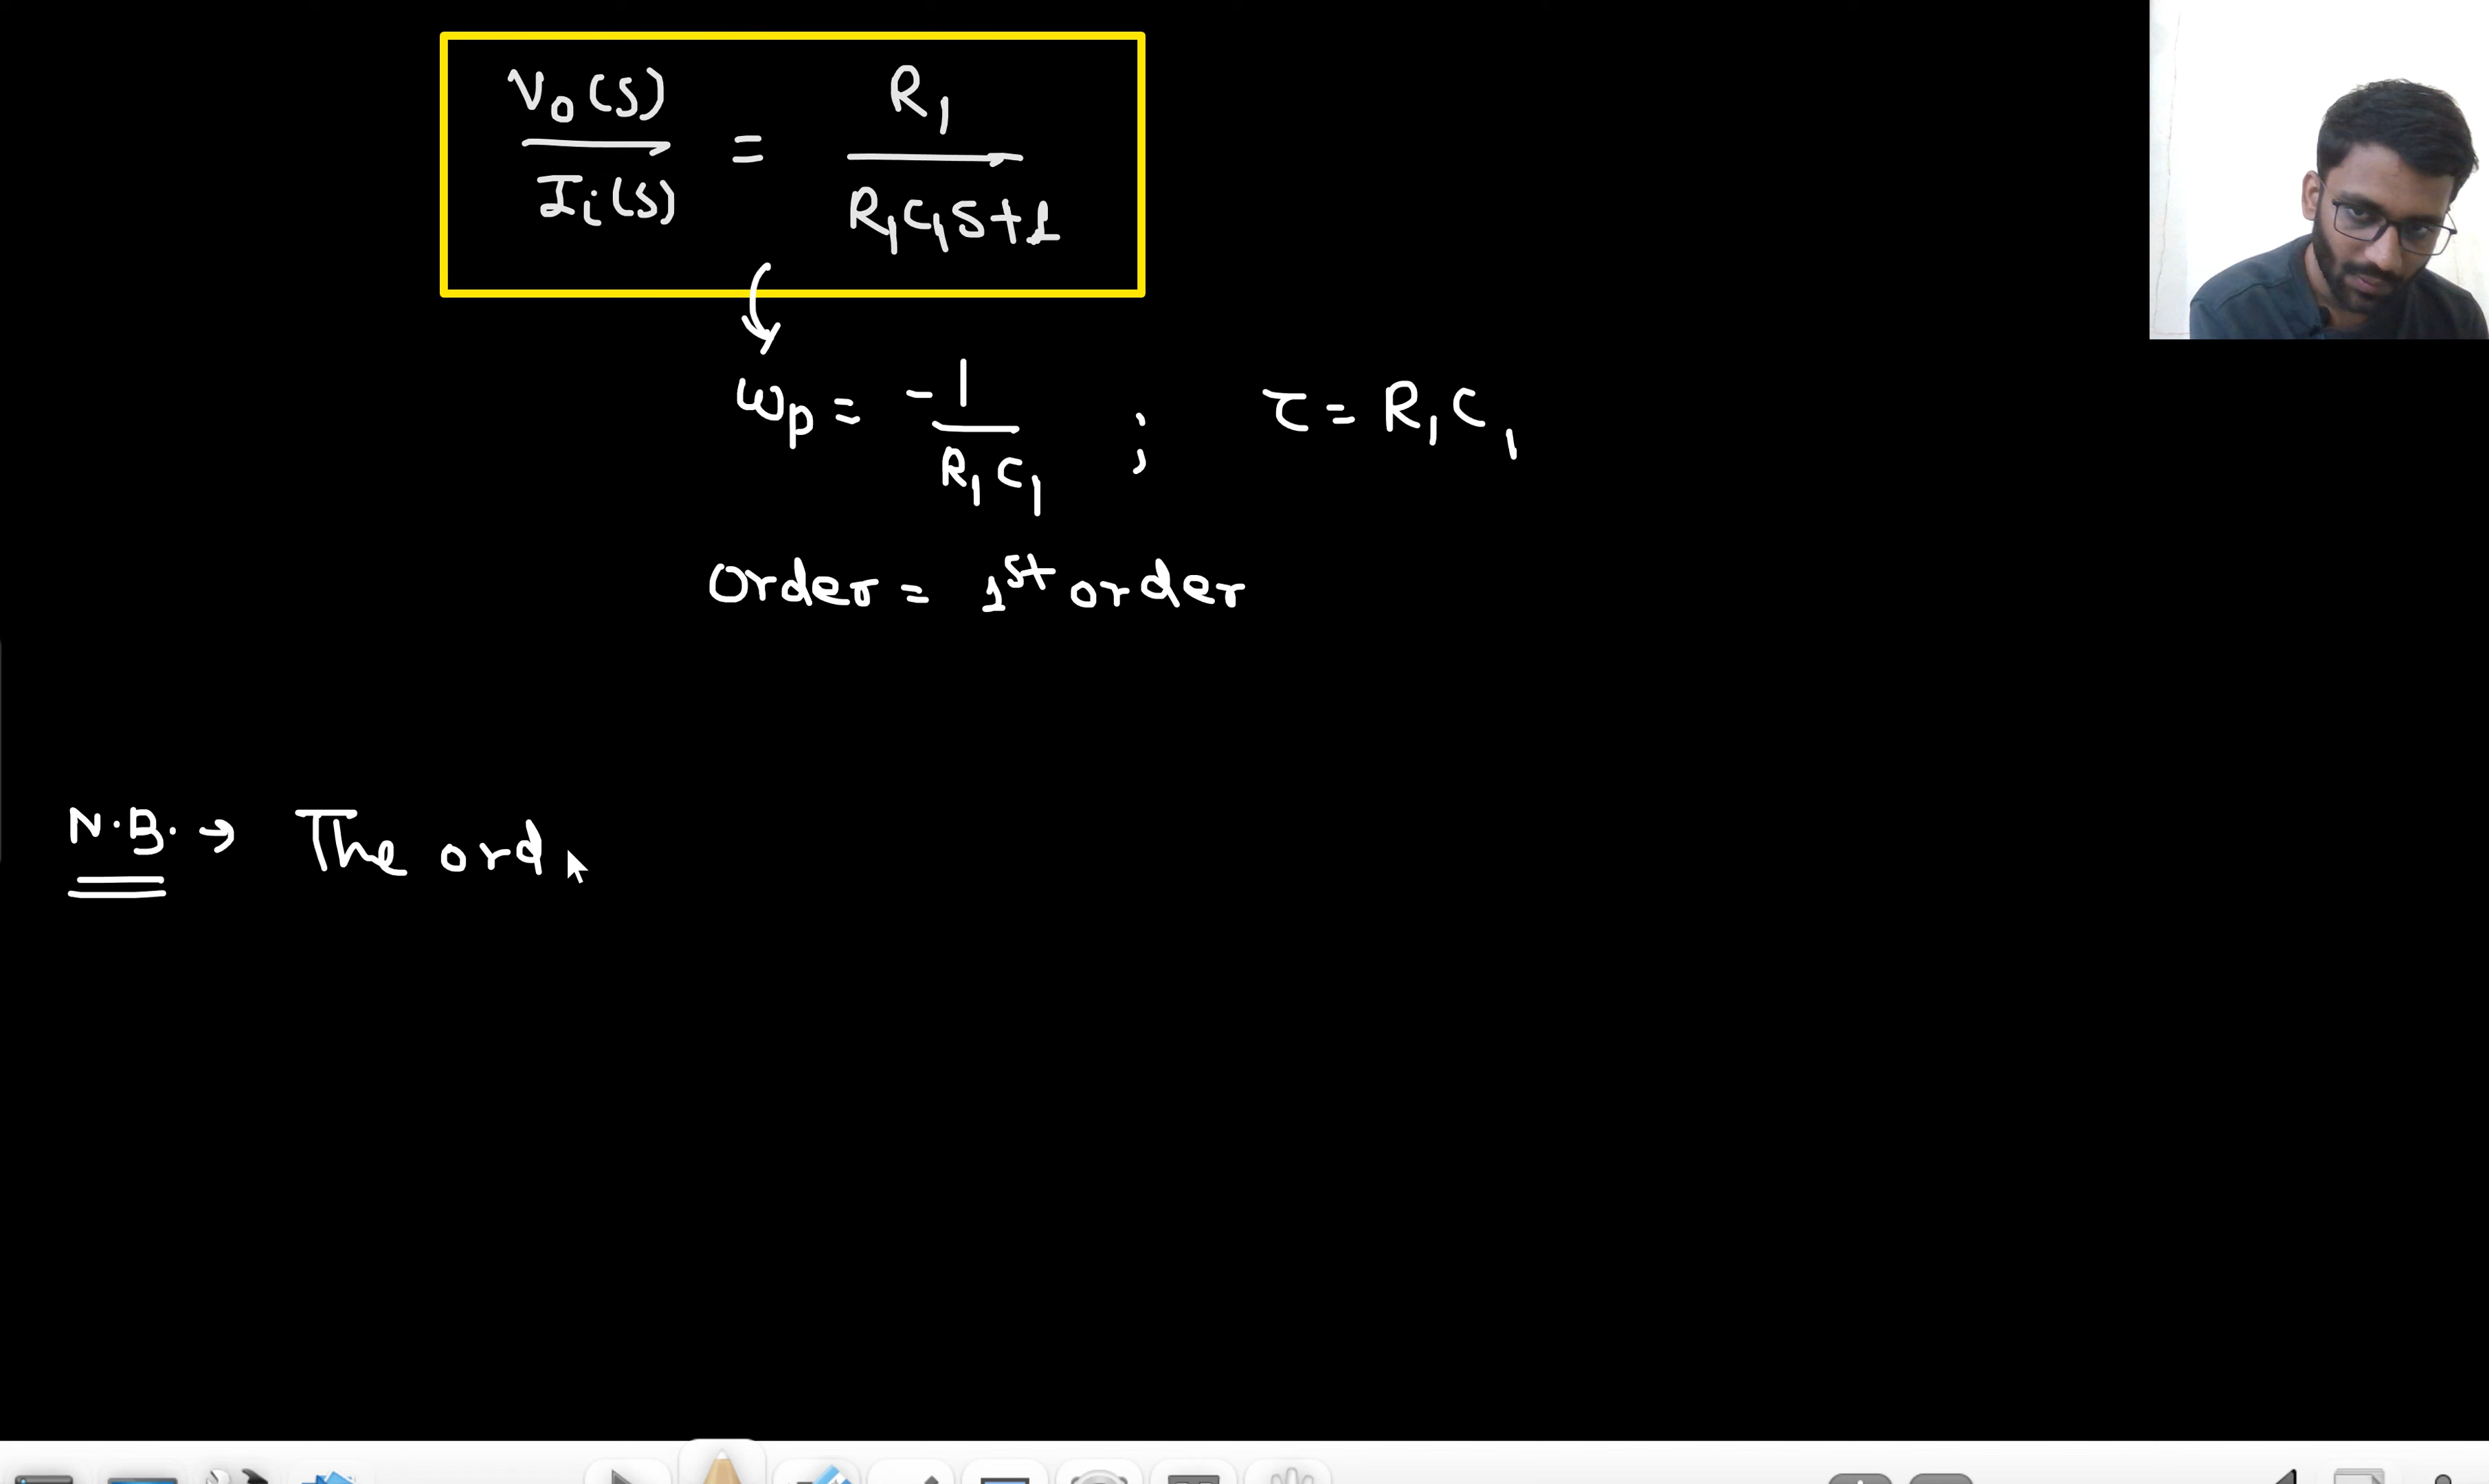 V₀(s) / Iᵢ(s) = R₁ / R₁C₁s+1
ωp = -1 / R₁C₁ ; τ = R₁C₁
Order = 1st order
N.B. → The ord